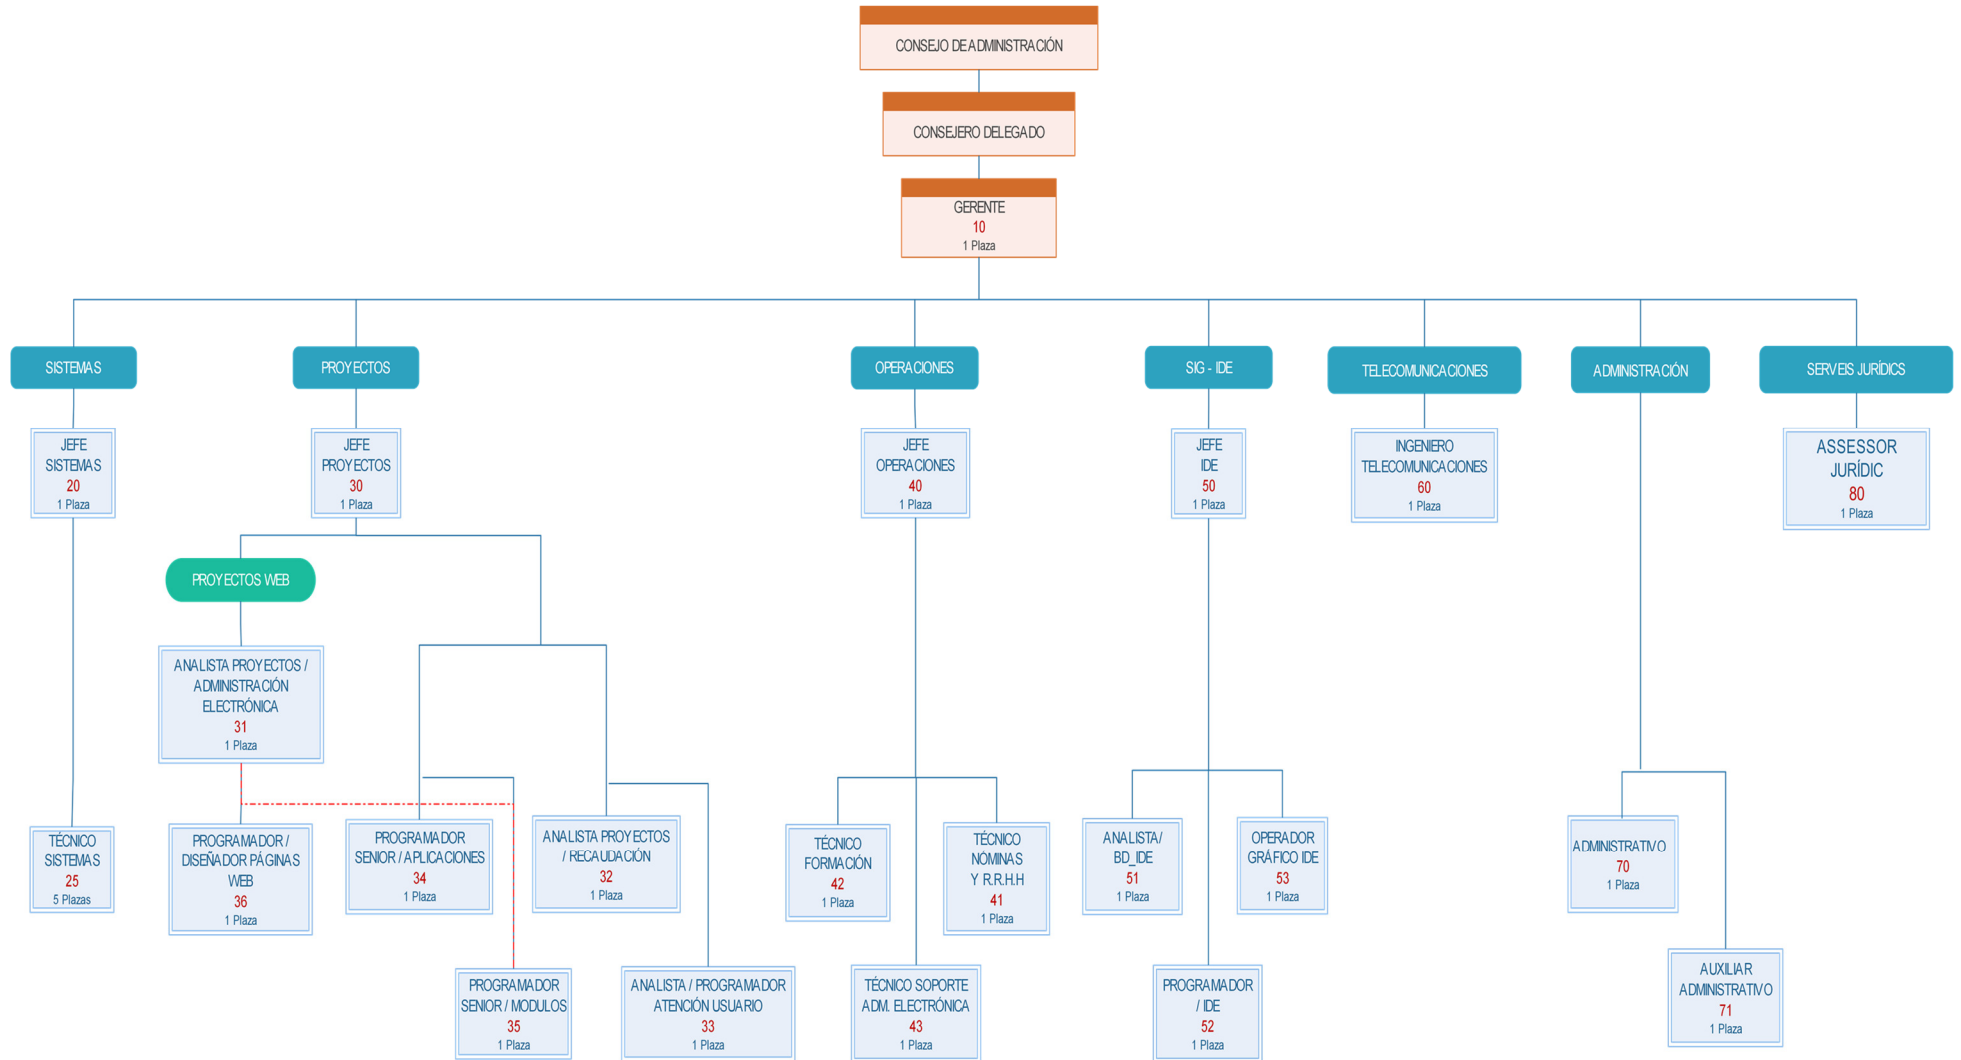 CONSEJO DE ADMINISTRACIÓN
CONSEJERO DELEGADO
GERENTE
10
1 Plaza
SISTEMAS
PROYECTOS
OPERACIONES
SIG - IDE
TELECOMUNICACIONES
ADMINISTRACIÓN
SERVEIS JURÍDICS
JEFE
SISTEMAS
20
1 Plaza
JEFE
PROYECTOS
30
1 Plaza
JEFE
OPERACIONES
40
1 Plaza
JEFE
IDE
50
1 Plaza
INGENIERO
TELECOMUNICACIONES
60
1 Plaza
ASSESSOR
JURÍDIC
80
1 Plaza
PROYECTOS WEB
ANALISTA PROYECTOS /
ADMINISTRACIÓN
ELECTRÓNICA
31
1 Plaza
TÉCNICO
SISTEMAS
25
5 Plazas
PROGRAMADOR /
DISEÑADOR PÁGINAS
WEB
36
1 Plaza
PROGRAMADOR
SENIOR / APLICACIONES
34
1 Plaza
ANALISTA PROYECTOS
/ RECAUDACIÓN
32
1 Plaza
TÉCNICO
FORMACIÓN
42
1 Plaza
TÉCNICO
NÓMINAS
Y R.R.H.H
41
1 Plaza
ANALISTA/
BD_IDE
51
1 Plaza
OPERADOR
GRÁFICO IDE
53
1 Plaza
ADMINISTRATIVO
70
1 Plaza
PROGRAMADOR
SENIOR / MODULOS
35
1 Plaza
ANALISTA / PROGRAMADOR
ATENCIÓN USUARIO
33
1 Plaza
TÉCNICO SOPORTE
ADM. ELECTRÓNICA
43
1 Plaza
PROGRAMADOR
/ IDE
52
1 Plaza
AUXILIAR
ADMINISTRATIVO
71
1 Plaza